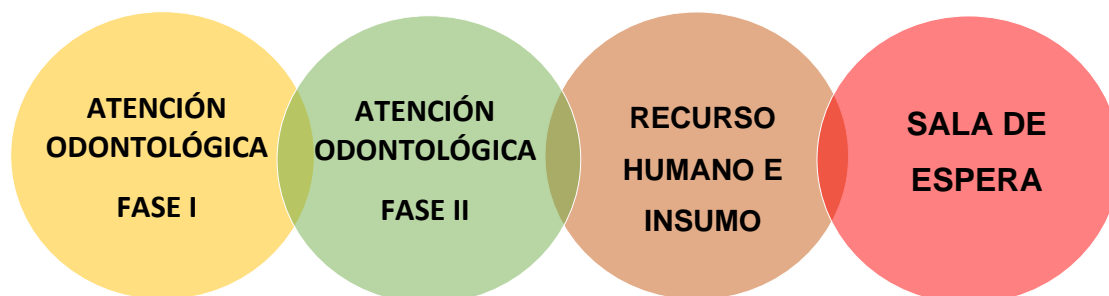 ATENCIÓN
ODONTOLÓGICA
FASE I
ATENCIÓN
ODONTOLÓGICA
FASE II
RECURSO
HUMANO E
INSUMO
SALA DE
ESPERA